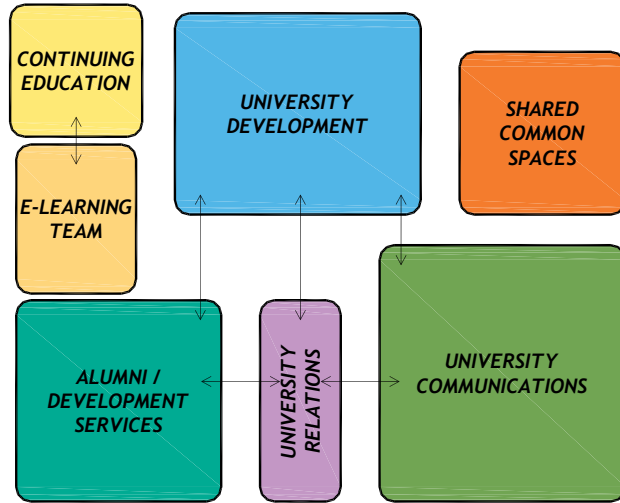 CONTINUING
EDUCATION
UNIVERSITY
DEVELOPMENT
SHARED
COMMON
SPACES
E-LEARNING
TEAM
ALUMNI /
DEVELOPMENT
SERVICES
UNIVERSITY
RELATIONS
UNIVERSITY
COMMUNICATIONS